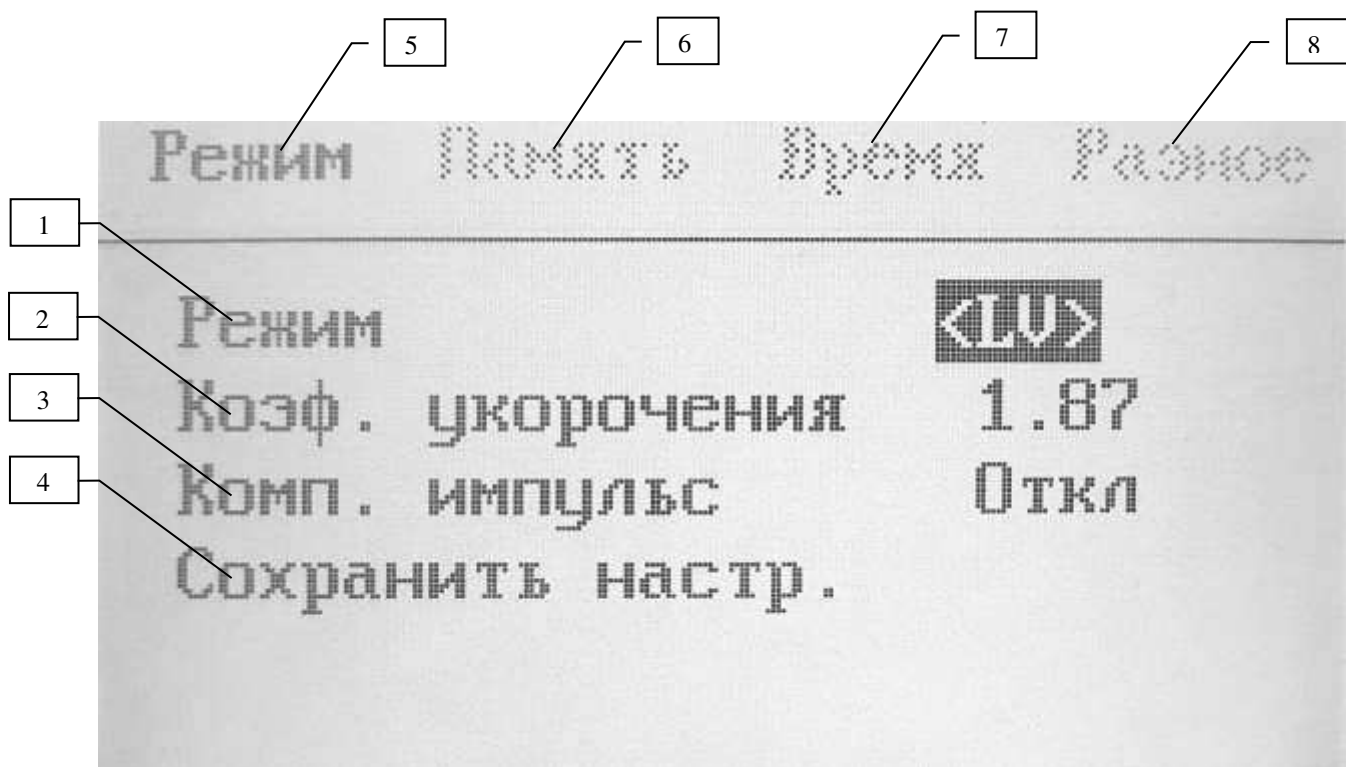 5 6 7 8
Режим Память Время Разное
1
Режим <LV>
2
Коэф. укорочения 1.87
3
Комп. импульс Откл
4
Сохранить настр.